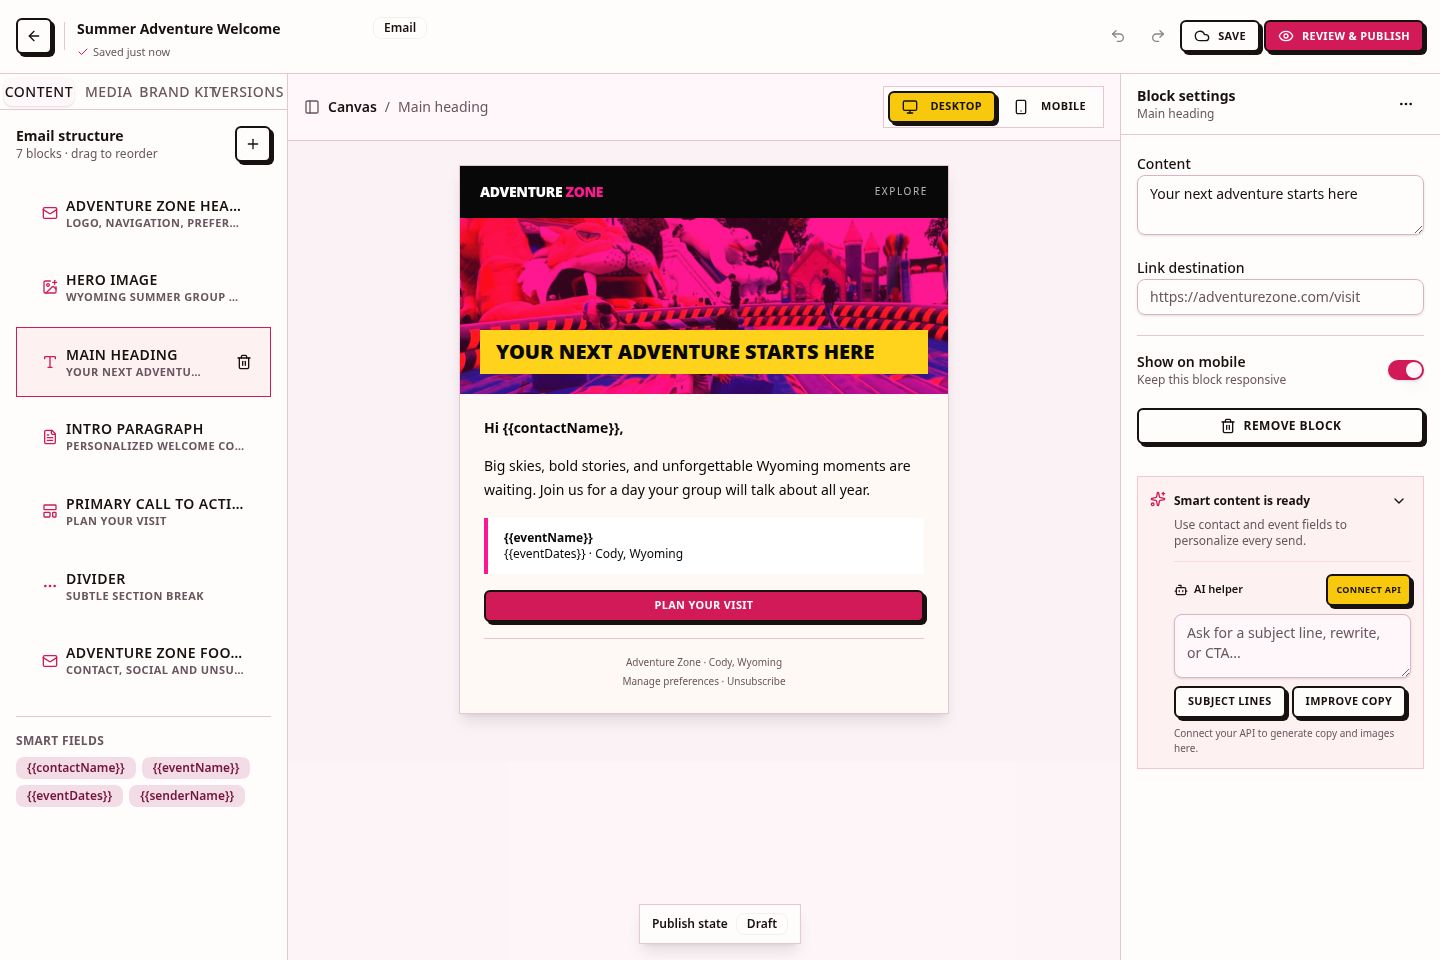 Summer Adventure Welcome
Email
Saved just now
SAVE
REVIEW & PUBLISH
CONTENT
MEDIA
BRAND KIT
VERSIONS
Email structure
7 blocks · drag to reorder
ADVENTURE ZONE HEA...
LOGO, NAVIGATION, PREFER...
HERO IMAGE
WYOMING SUMMER GROUP ...
MAIN HEADING
YOUR NEXT ADVENTU...
INTRO PARAGRAPH
PERSONALIZED WELCOME CO...
PRIMARY CALL TO ACTI...
PLAN YOUR VISIT
DIVIDER
SUBTLE SECTION BREAK
ADVENTURE ZONE FOO...
CONTACT, SOCIAL AND UNSU...
SMART FIELDS
{{contactName}}
{{eventName}}
{{eventDates}}
{{senderName}}
Canvas / Main heading
DESKTOP
MOBILE
ADVENTURE ZONE
EXPLORE
YOUR NEXT ADVENTURE STARTS HERE
Hi {{contactName}},
Big skies, bold stories, and unforgettable Wyoming moments are
waiting. Join us for a day your group will talk about all year.
{{eventName}}
{{eventDates}} · Cody, Wyoming
PLAN YOUR VISIT
Adventure Zone · Cody, Wyoming
Manage preferences · Unsubscribe
Publish state
Draft
Block settings
Main heading
Content
Your next adventure starts here
Link destination
https://adventurezone.com/visit
Show on mobile
Keep this block responsive
REMOVE BLOCK
Smart content is ready
Use contact and event fields to
personalize every send.
AI helper
CONNECT API
Ask for a subject line, rewrite,
or CTA...
SUBJECT LINES
IMPROVE COPY
Connect your API to generate copy and images
here.